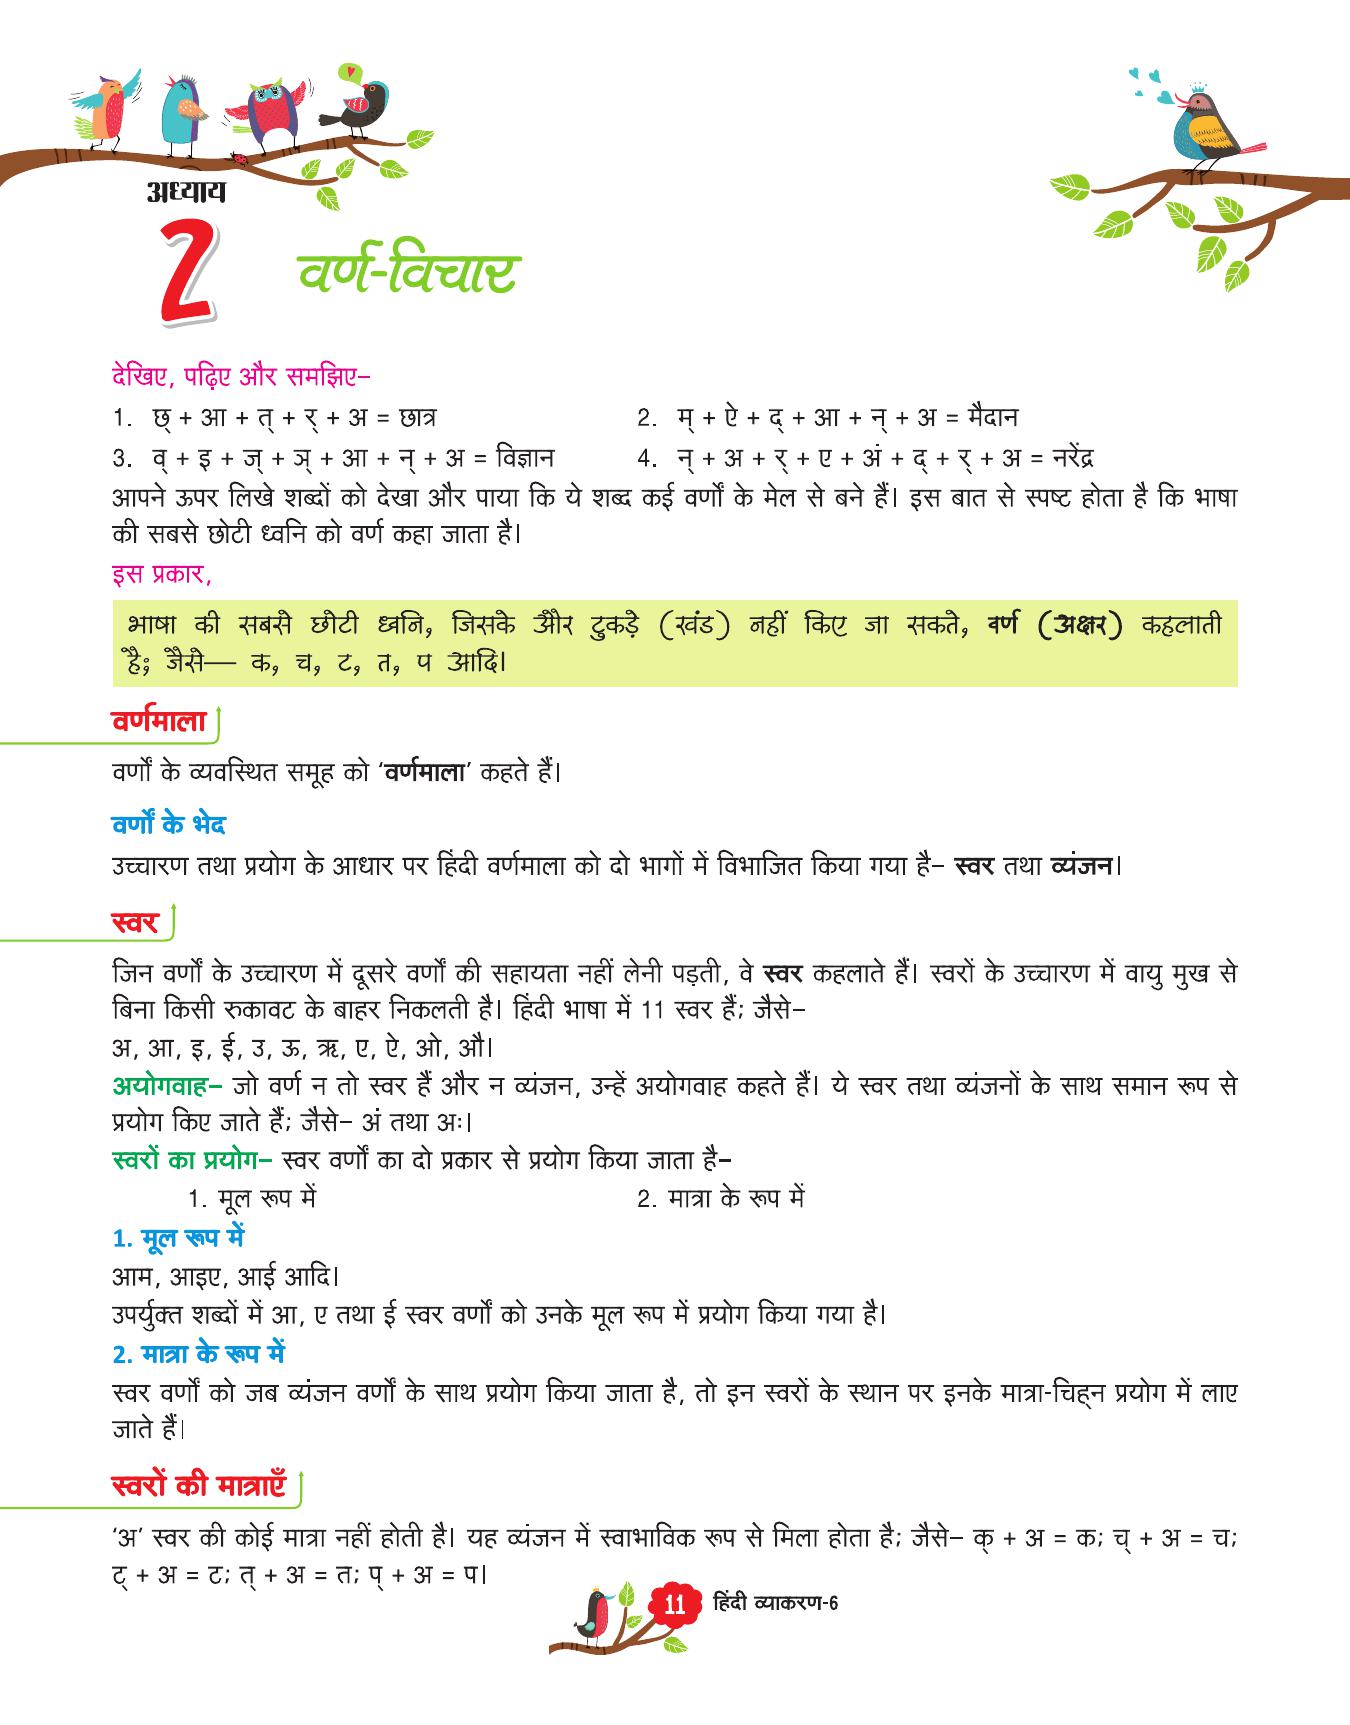 अध्याय
2
वर्ण-विचार
देखिए, पढ़िए और समझिए–
1. छ् + आ + त् + र् + अ = छात्र
2. म् + ऐ + द् + आ + न् + अ = मैदान
3. व् + इ + ज् + ञ् + आ + न् + अ = विज्ञान
4. न् + अ + र् + ए + अं + द् + र् + अ = नरेंद्र
आपने ऊपर लिखे शब्दों को देखा और पाया कि ये शब्द कई वर्णों के मेल से बने हैं। इस बात से स्पष्ट होता है कि भाषा
की सबसे छोटी ध्वनि को वर्ण कहा जाता है।
इस प्रकार,
भाषा की सबसे छोटी ध्वनि, जिसके और टुकड़े (खंड) नहीं किए जा सकते, वर्ण (अक्षर) कहलाती
है; जैसे— क, च, ट, त, प आदि।
वर्णमाला
वर्णों के व्यवस्थित समूह को ‘वर्णमाला’ कहते हैं।
वर्णों के भेद
उच्चारण तथा प्रयोग के आधार पर हिंदी वर्णमाला को दो भागों में विभाजित किया गया है– स्वर तथा व्यंजन।
स्वर
जिन वर्णों के उच्चारण में दूसरे वर्णों की सहायता नहीं लेनी पड़ती, वे स्वर कहलाते हैं। स्वरों के उच्चारण में वायु मुख से
बिना किसी रुकावट के बाहर निकलती है। हिंदी भाषा में 11 स्वर हैं; जैसे–
अ, आ, इ, ई, उ, ऊ, ऋ, ए, ऐ, ओ, औ।
अयोगवाह– जो वर्ण न तो स्वर हैं और न व्यंजन, उन्हें अयोगवाह कहते हैं। ये स्वर तथा व्यंजनों के साथ समान रूप से
प्रयोग किए जाते हैं; जैसे– अं तथा अः।
स्वरों का प्रयोग– स्वर वर्णों का दो प्रकार से प्रयोग किया जाता है–
1. मूल रूप में
2. मात्रा के रूप में
1. मूल रूप में
आम, आइए, आई आदि।
उपर्युक्त शब्दों में आ, ए तथा ई स्वर वर्णों को उनके मूल रूप में प्रयोग किया गया है।
2. मात्रा के रूप में
स्वर वर्णों को जब व्यंजन वर्णों के साथ प्रयोग किया जाता है, तो इन स्वरों के स्थान पर इनके मात्रा-चिह्न प्रयोग में लाए
जाते हैं।
स्वरों की मात्राएँ
‘अ’ स्वर की कोई मात्रा नहीं होती है। यह व्यंजन में स्वाभाविक रूप से मिला होता है; जैसे– क् + अ = क; च् + अ = च;
ट् + अ = ट; त् + अ = त; प् + अ = प।
11 हिंदी व्याकरण-6